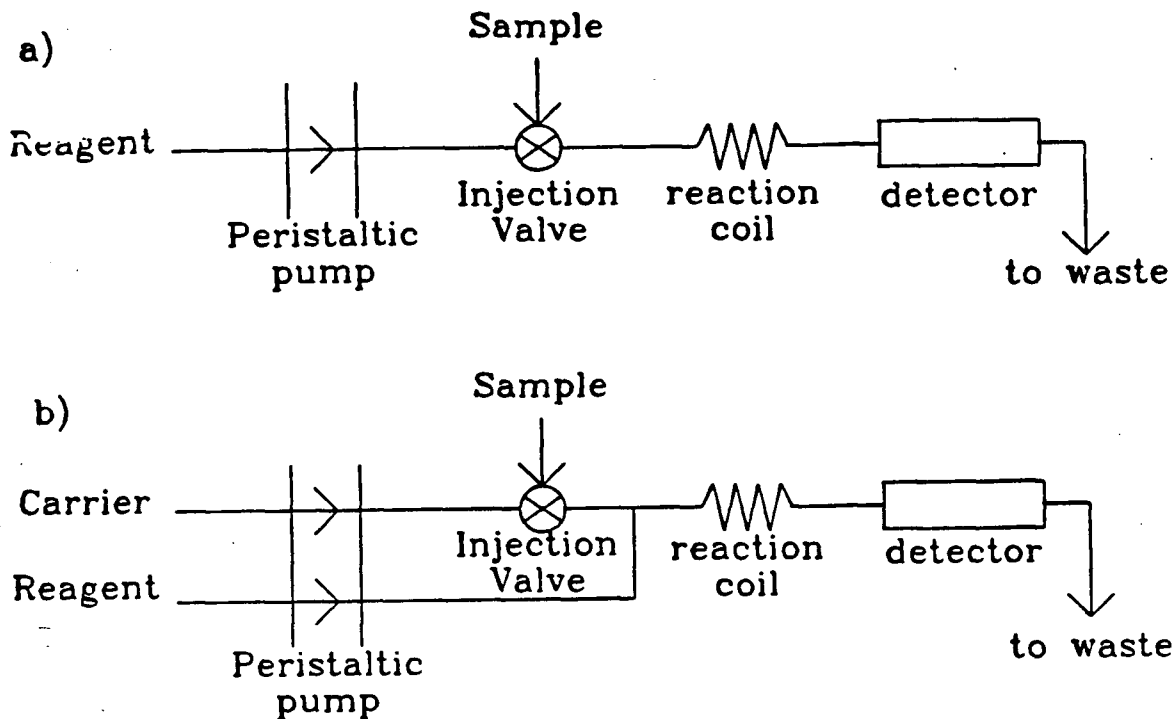 a)
Sample
Reagent
Injection
Valve
reaction
coil
detector
Peristaltic
pump
to waste
b)
Sample
Carrier
Injection
Valve
reaction
coil
detector
Reagent
Peristaltic
pump
to waste